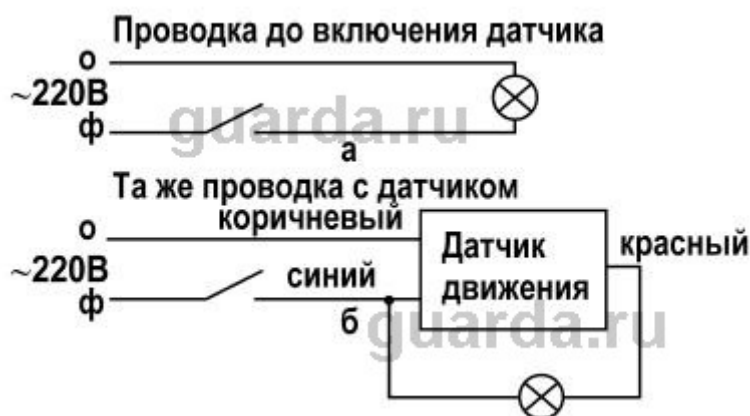 Проводка до включения датчика
о
~220В
ф
а
guarda.ru
Та же проводка с датчиком
коричневый
о
Датчик движения
красный
~220В
синий
ф
б
guarda.ru